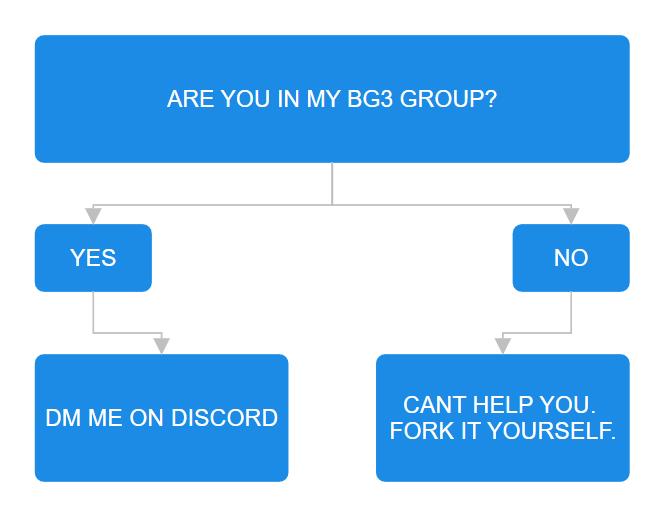 ARE YOU IN MY BG3 GROUP?
YES
NO
DM ME ON DISCORD
CANT HELP YOU.
FORK IT YOURSELF.